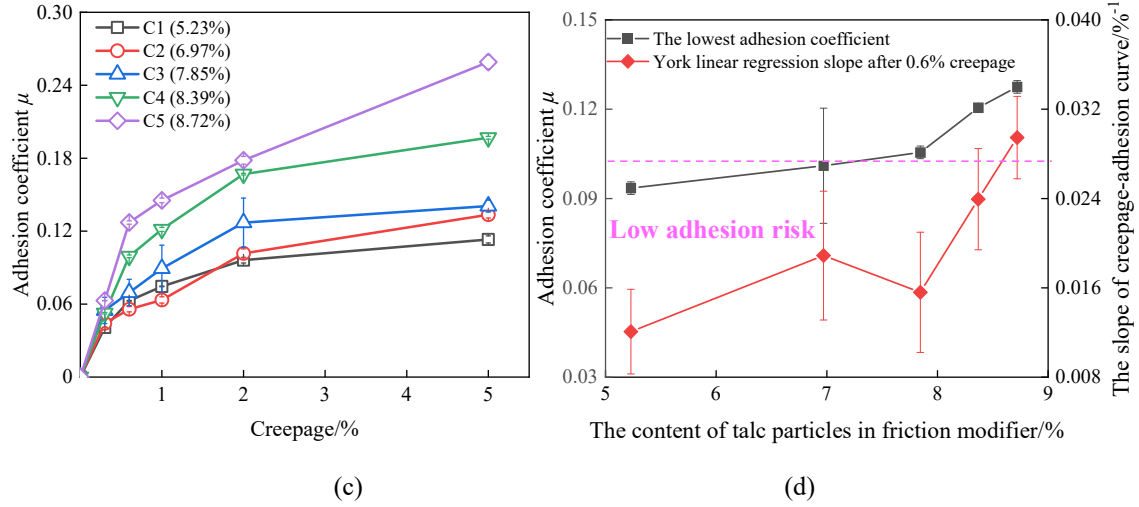 Adhesion coefficient μ
0.30
0.24
0.18
0.12
0.06
0
C1 (5.23%)
C2 (6.97%)
C3 (7.85%)
C4 (8.39%)
C5 (8.72%)
1 2 3 4 5
Creepage/%
(c)
Adhesion coefficient μ
0.15
0.12
0.09
0.06
0.03
The lowest adhesion coefficient
York linear regression slope after 0.6% creepage
Low adhesion risk
0.040
0.032
0.024
0.016
0.008
The slope of creepage-adhesion curve/%-1
5 6 7 8 9
The content of talc particles in friction modifier/%
(d)